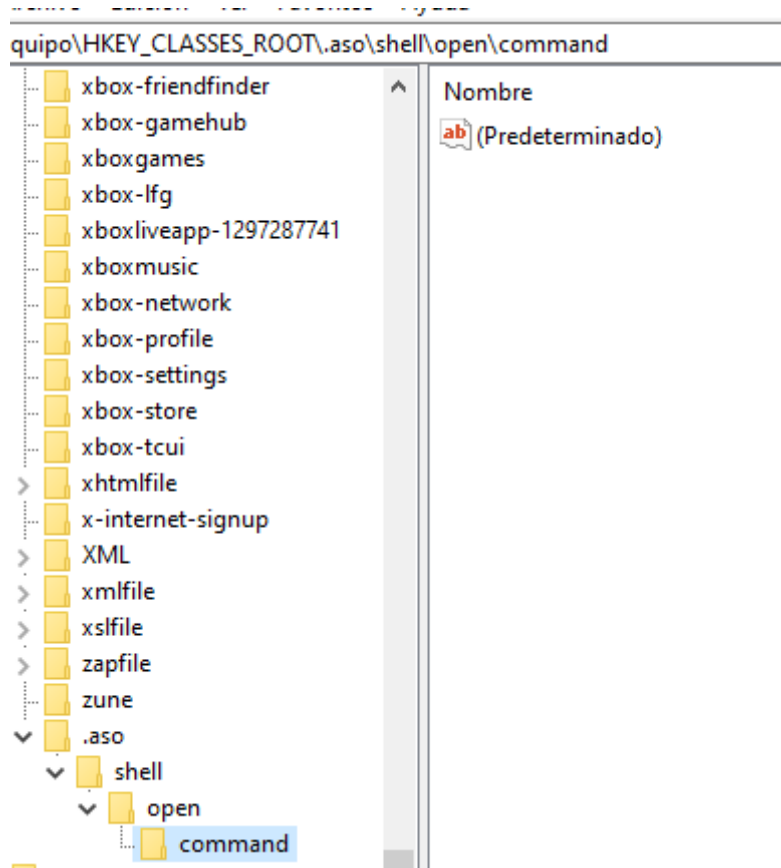 quipo\HKEY_CLASSES_ROOT\.aso\shell\open\command
xbox-friendfinder
xbox-gamehub
xboxgames
xbox-lfg
xboxliveapp-1297287741
xboxmusic
xbox-network
xbox-profile
xbox-settings
xbox-store
xbox-tcui
xhtmlfile
x-internet-signup
XML
xmlfile
xslfile
zapfile
zune
.aso
shell
open
command
Nombre
ab (Predeterminado)